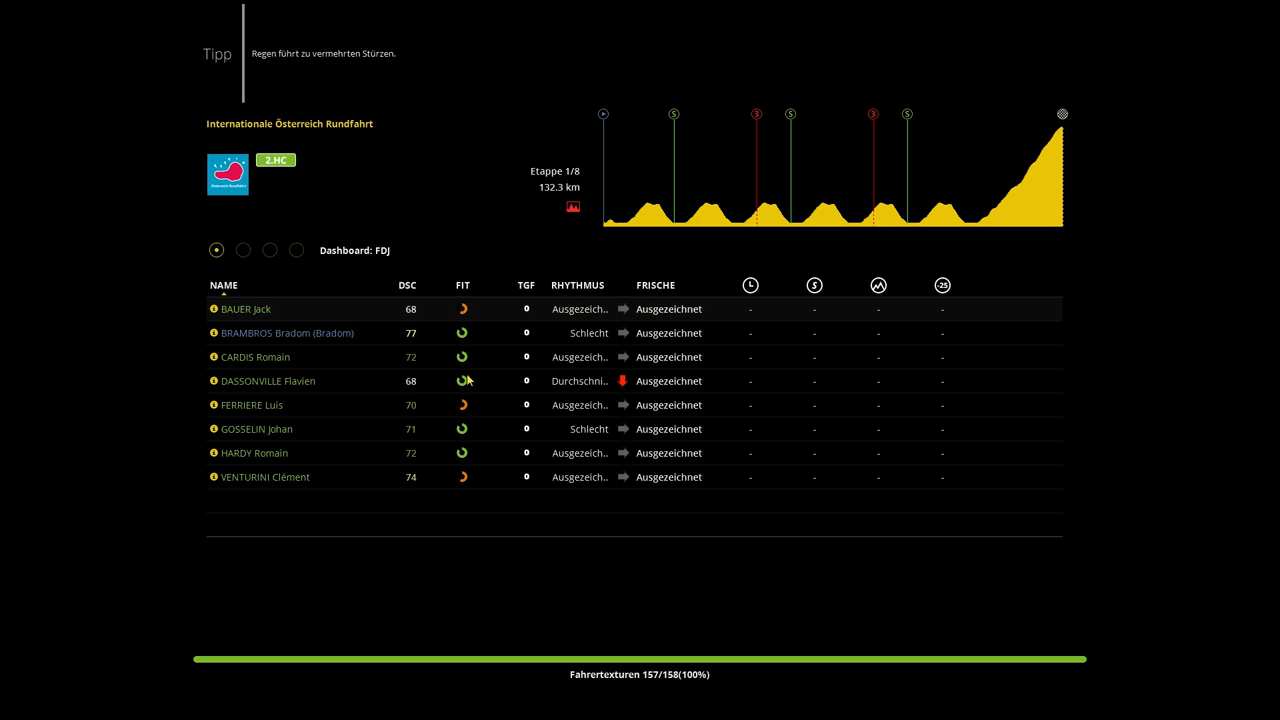 Tipp
Regen führt zu vermehrten Stürzen.
Internationale Österreich Rundfahrt
2.HC
Etappe 1/8
132.3 km
S 3 S 3 S
Dashboard: FDJ
NAME DSC FIT TGF RHYTHMUS FRISCHE S -25
BAUER Jack 68 0 Ausgezeich.. Ausgezeichnet - - - -
BRAMBROS Bradom (Bradom) 77 0 Schlecht Ausgezeichnet - - - -
CARDIS Romain 72 0 Ausgezeich.. Ausgezeichnet - - - -
DASSONVILLE Flavien 68 0 Durchschni.. Ausgezeichnet - - - -
FERRIERE Luis 70 0 Ausgezeich.. Ausgezeichnet - - - -
GOSSELIN Johan 71 0 Schlecht Ausgezeichnet - - - -
HARDY Romain 72 0 Ausgezeich.. Ausgezeichnet - - - -
VENTURINI Clément 74 0 Ausgezeich.. Ausgezeichnet - - - -
Fahrertexturen 157/158(100%)